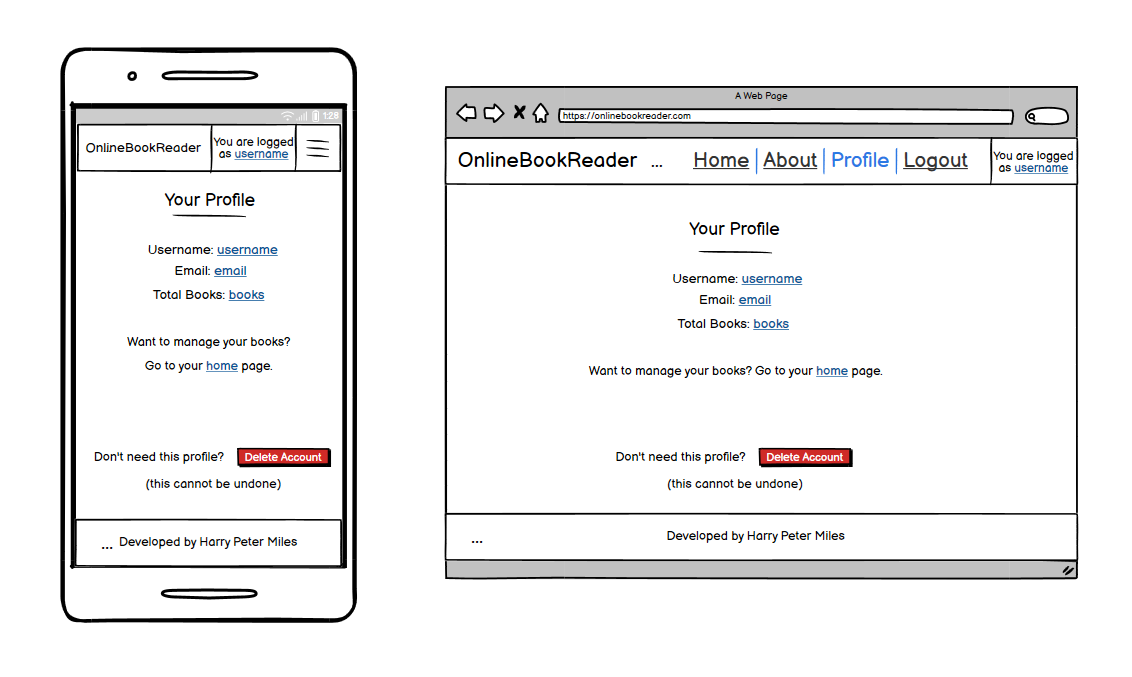 1:28
OnlineBookReader
You are logged
as username
Your Profile
Username: username
Email: email
Total Books: books
Want to manage your books?
Go to your home page.
Don't need this profile? Delete Account
(this cannot be undone)
... Developed by Harry Peter Miles
A Web Page
https://onlinebookreader.com
OnlineBookReader ... Home About Profile Logout
You are logged
as username
Your Profile
Username: username
Email: email
Total Books: books
Want to manage your books? Go to your home page.
Don't need this profile? Delete Account
(this cannot be undone)
... Developed by Harry Peter Miles